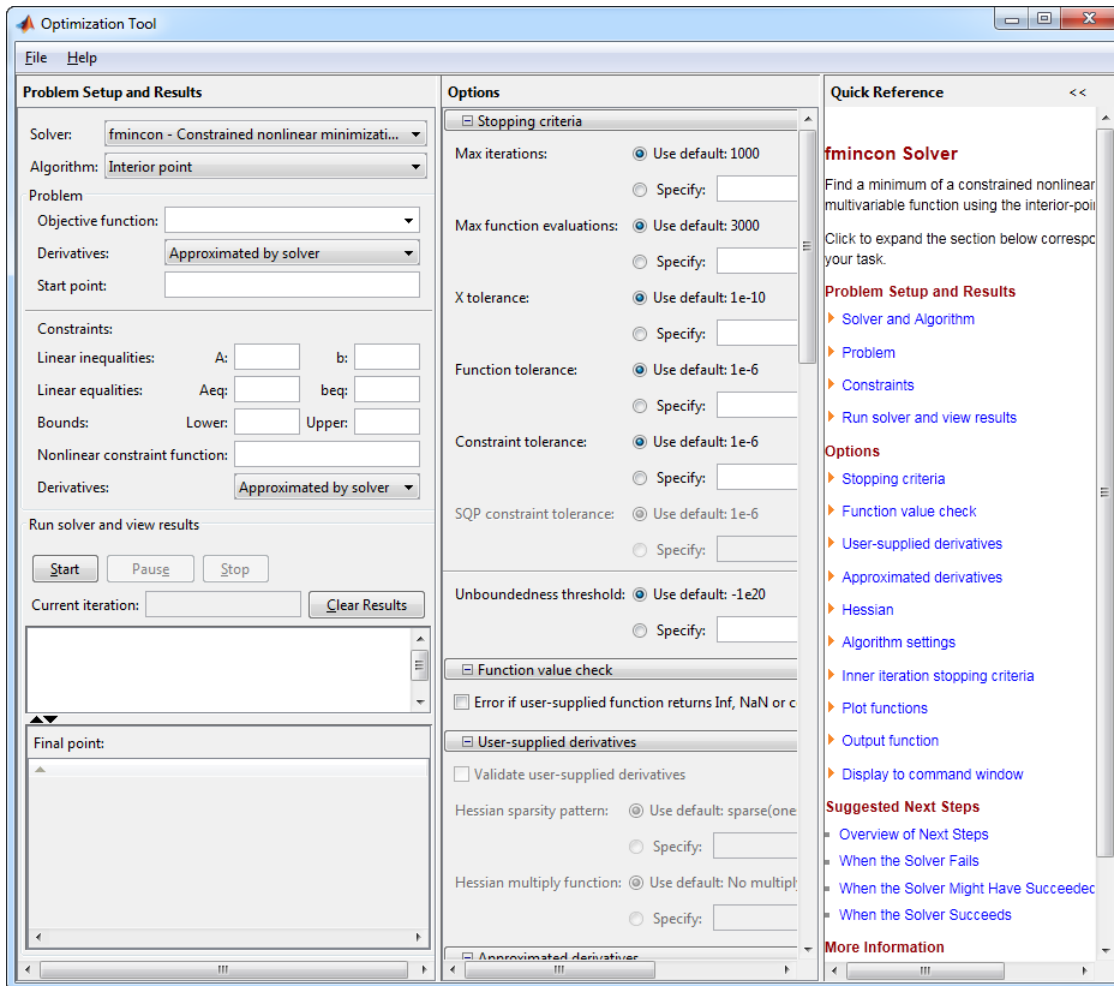 Optimization Tool
File Help
Problem Setup and Results
Solver: fmincon - Constrained nonlinear minimizati...
Algorithm: Interior point
Problem
Objective function:
Derivatives: Approximated by solver
Start point:
Constraints:
Linear inequalities: A: b:
Linear equalities: Aeq: beq:
Bounds: Lower: Upper:
Nonlinear constraint function:
Derivatives: Approximated by solver
Run solver and view results
Start Pause Stop
Current iteration: Clear Results
Final point:
Options
Stopping criteria
Max iterations: Use default: 1000
Specify:
Max function evaluations: Use default: 3000
Specify:
X tolerance: Use default: 1e-10
Specify:
Function tolerance: Use default: 1e-6
Specify:
Constraint tolerance: Use default: 1e-6
Specify:
SQP constraint tolerance: Use default: 1e-6
Specify:
Unboundedness threshold: Use default: -1e20
Specify:
Function value check
Error if user-supplied function returns Inf, NaN or c
User-supplied derivatives
Validate user-supplied derivatives
Hessian sparsity pattern: Use default: sparse(one
Specify:
Hessian multiply function: Use default: No multipl
Specify:
Approximated derivatives
Quick Reference <<
fmincon Solver
Find a minimum of a constrained nonlinear
multivariable function using the interior-poi
Click to expand the section below correspo
your task.
Problem Setup and Results
Solver and Algorithm
Problem
Constraints
Run solver and view results
Options
Stopping criteria
Function value check
User-supplied derivatives
Approximated derivatives
Hessian
Algorithm settings
Inner iteration stopping criteria
Plot functions
Output function
Display to command window
Suggested Next Steps
Overview of Next Steps
When the Solver Fails
When the Solver Might Have Succeeded
When the Solver Succeeds
More Information